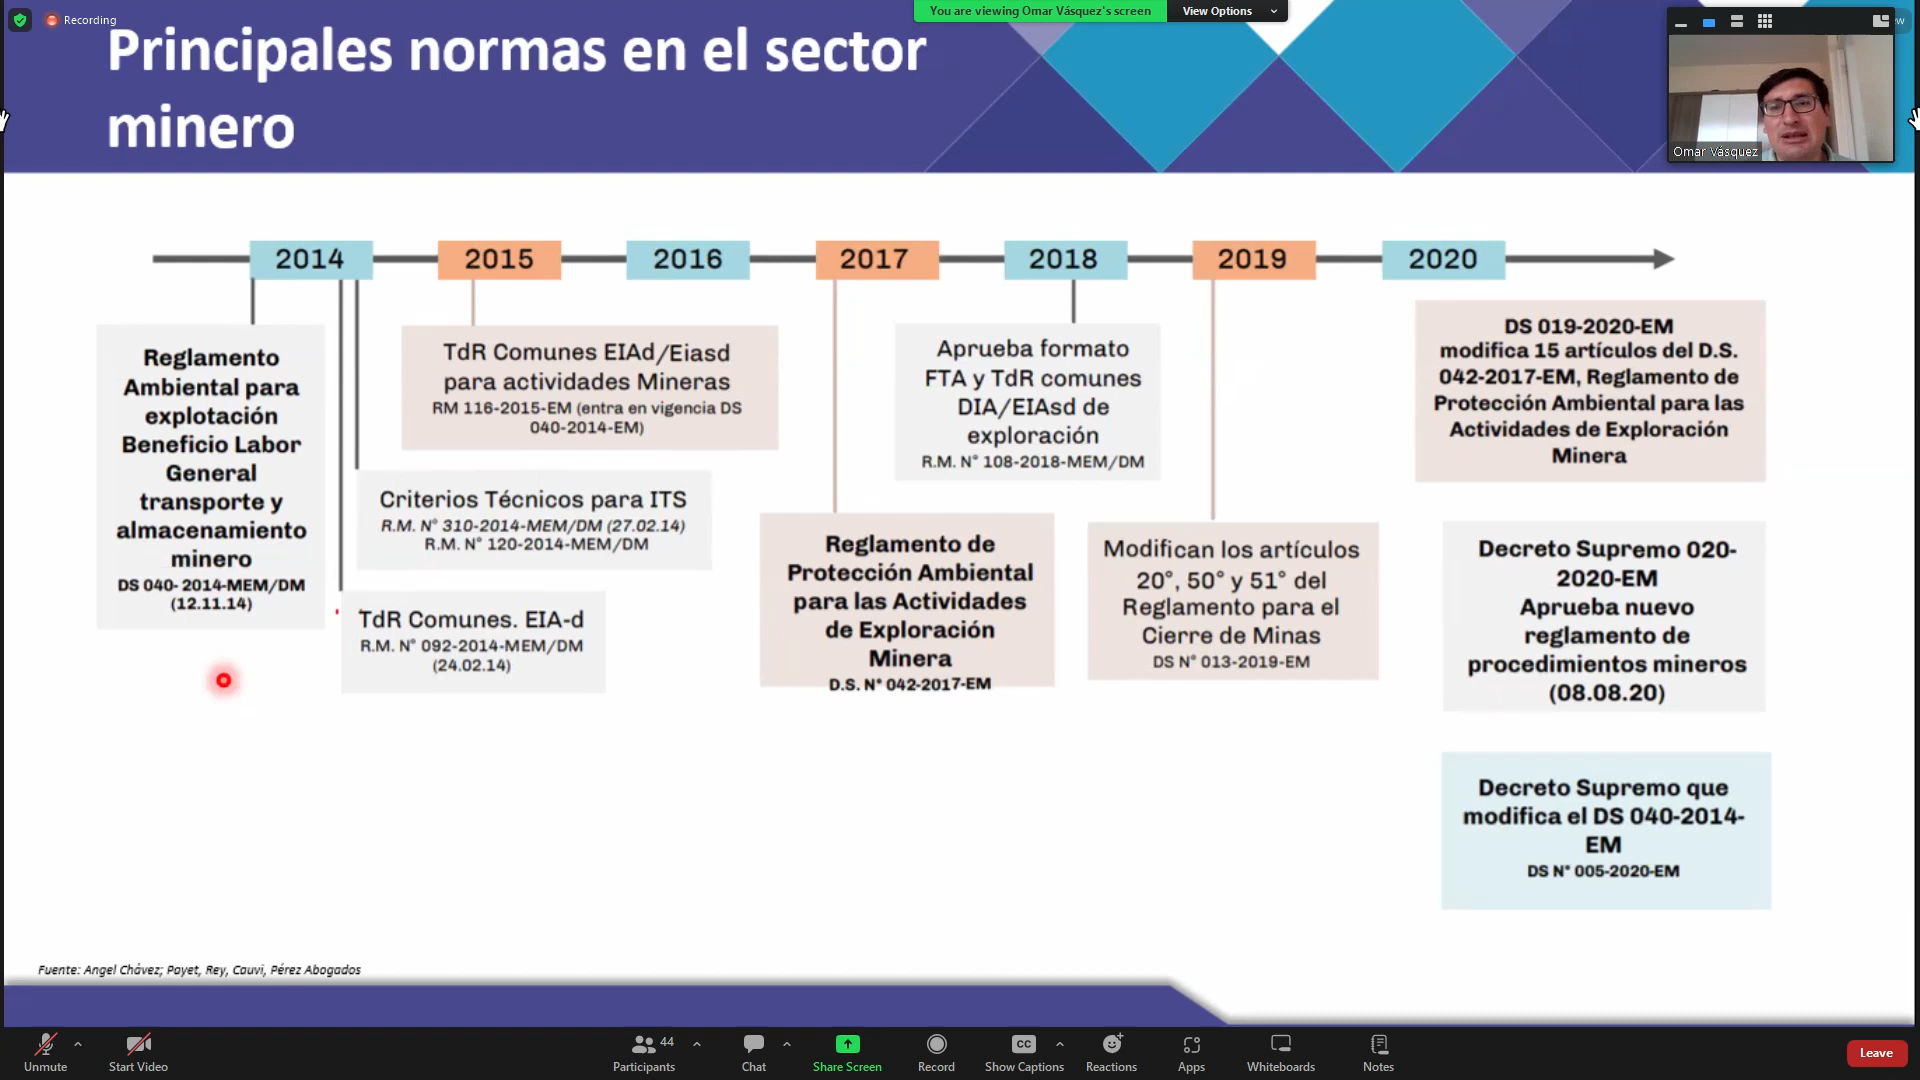 Recording
You are viewing Omar Vásquez's screen
View Options
Principales normas en el sector
minero
Omar Vásquez
2014
2015
2016
2017
2018
2019
2020
Reglamento
Ambiental para
explotación
Beneficio Labor
General
transporte y
almacenamiento
minero
DS 040- 2014-MEM/DM
(12.11.14)
TdR Comunes EIAd/Eiasd
para actividades Mineras
RM 116-2015-EM (entra en vigencia DS
040-2014-EM)
Criterios Técnicos para ITS
R.M. N° 310-2014-MEM/DM (27.02.14)
R.M. N° 120-2014-MEM/DM
TdR Comunes. EIA-d
R.M. N° 092-2014-MEM/DM
(24.02.14)
Reglamento de
Protección Ambiental
para las Actividades
de Exploración
Minera
D.S. N° 042-2017-EM
Aprueba formato
FTA y TdR comunes
DIA/EIAsd de
exploración
R.M. N° 108-2018-MEM/DM
Modifican los artículos
20°, 50° y 51° del
Reglamento para el
Cierre de Minas
DS N° 013-2019-EM
DS 019-2020-EM
modifica 15 artículos del D.S.
042-2017-EM, Reglamento de
Protección Ambiental para las
Actividades de Exploración
Minera
Decreto Supremo 020-
2020-EM
Aprueba nuevo
reglamento de
procedimientos mineros
(08.08.20)
Decreto Supremo que
modifica el DS 040-2014-
EM
DS N° 005-2020-EM
Fuente: Angel Chávez; Payet, Rey, Cauvi, Pérez Abogados
Unmute
Start Video
Participants
44
Chat
Share Screen
Record
CC
Show Captions
Reactions
Apps
Whiteboards
Notes
Leave